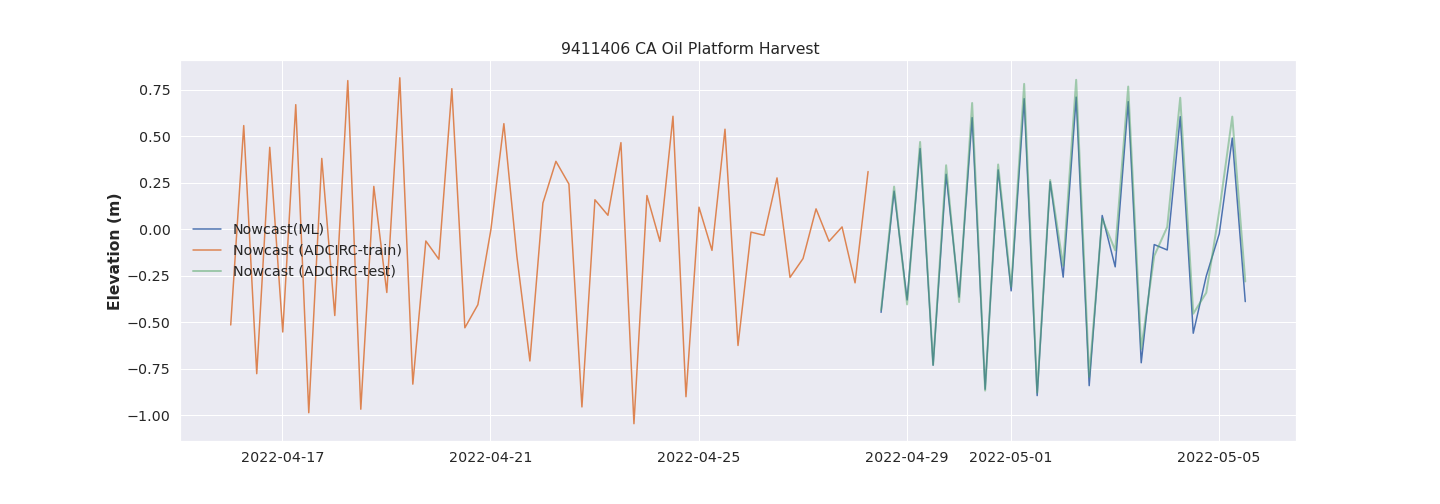 9411406 CA Oil Platform Harvest
Elevation (m)
0.75
0.50
0.25
0.00
−0.25
−0.50
−0.75
−1.00
Nowcast(ML)
Nowcast (ADCIRC-train)
Nowcast (ADCIRC-test)
2022-04-17 2022-04-21 2022-04-25 2022-04-29 2022-05-01 2022-05-05